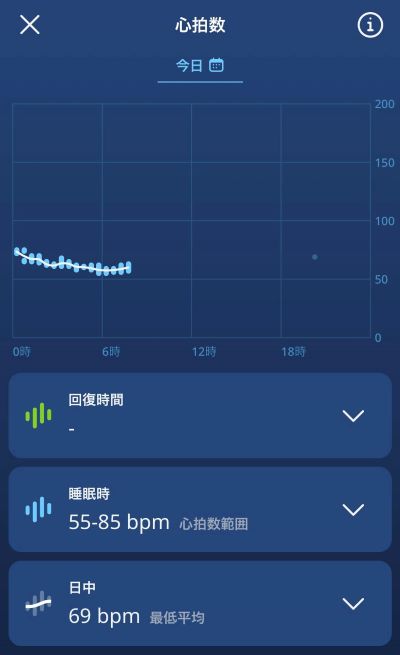 心拍数
今日
200
150
100
50
0
0時 6時 12時 18時
回復時間
-
睡眠時
55-85 bpm 心拍数範囲
日中
69 bpm 最低平均